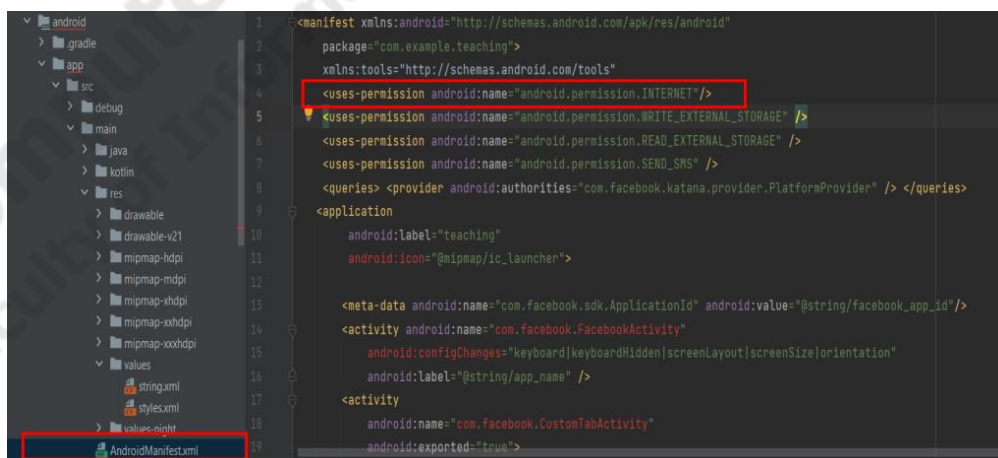 android
.gradle
app
src
debug
main
java
kotlin
res
drawable
drawable-v21
mipmap-hdpi
mipmap-mdpi
mipmap-xhdpi
mipmap-xxhdpi
mipmap-xxxhdpi
values
string.xml
styles.xml
values-night
AndroidManifest.xml
1 <manifest xmlns:android="http://schemas.android.com/apk/res/android"
2 package="com.example.teaching">
3 xmlns:tools="http://schemas.android.com/tools"
4 <uses-permission android:name="android.permission.INTERNET"/>
5 <uses-permission android:name="android.permission.WRITE_EXTERNAL_STORAGE" />
6 <uses-permission android:name="android.permission.READ_EXTERNAL_STORAGE" />
7 <uses-permission android:name="android.permission.SEND_SMS" />
8 <queries> <provider android:authorities="com.facebook.katana.provider.PlatformProvider" /> </queries>
9 <application
10 android:label="teaching"
11 android:icon="@mipmap/ic_launcher">
12
13 <meta-data android:name="com.facebook.sdk.ApplicationId" android:value="@string/facebook_app_id"/>
14 <activity android:name="com.facebook.FacebookActivity"
15 android:configChanges="keyboard|keyboardHidden|screenLayout|screenSize|orientation"
16 android:label="@string/app_name" />
17 <activity
18 android:name="com.facebook.CustomTabActivity"
19 android:exported="true">